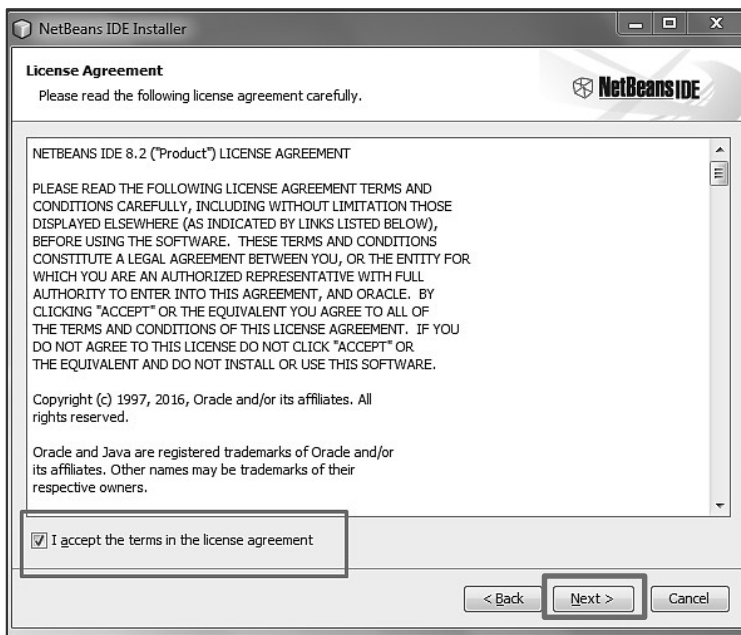 NetBeans IDE Installer
License Agreement
Please read the following license agreement carefully.
NetBeans IDE
NETBEANS IDE 8.2 ("Product") LICENSE AGREEMENT
PLEASE READ THE FOLLOWING LICENSE AGREEMENT TERMS AND
CONDITIONS CAREFULLY, INCLUDING WITHOUT LIMITATION THOSE
DISPLAYED ELSEWHERE (AS INDICATED BY LINKS LISTED BELOW),
BEFORE USING THE SOFTWARE.  THESE TERMS AND CONDITIONS
CONSTITUTE A LEGAL AGREEMENT BETWEEN YOU, OR THE ENTITY FOR
WHICH YOU ARE AN AUTHORIZED REPRESENTATIVE WITH FULL
AUTHORITY TO ENTER INTO THIS AGREEMENT, AND ORACLE.  BY
CLICKING "ACCEPT" OR THE EQUIVALENT YOU AGREE TO ALL OF
THE TERMS AND CONDITIONS OF THIS LICENSE AGREEMENT.  IF YOU
DO NOT AGREE TO THIS LICENSE DO NOT CLICK "ACCEPT" OR
THE EQUIVALENT AND DO NOT INSTALL OR USE THIS SOFTWARE.
Copyright (c) 1997, 2016, Oracle and/or its affiliates. All
rights reserved.
Oracle and Java are registered trademarks of Oracle and/or
its affiliates. Other names may be trademarks of their
respective owners.
I accept the terms in the license agreement
< Back
Next >
Cancel